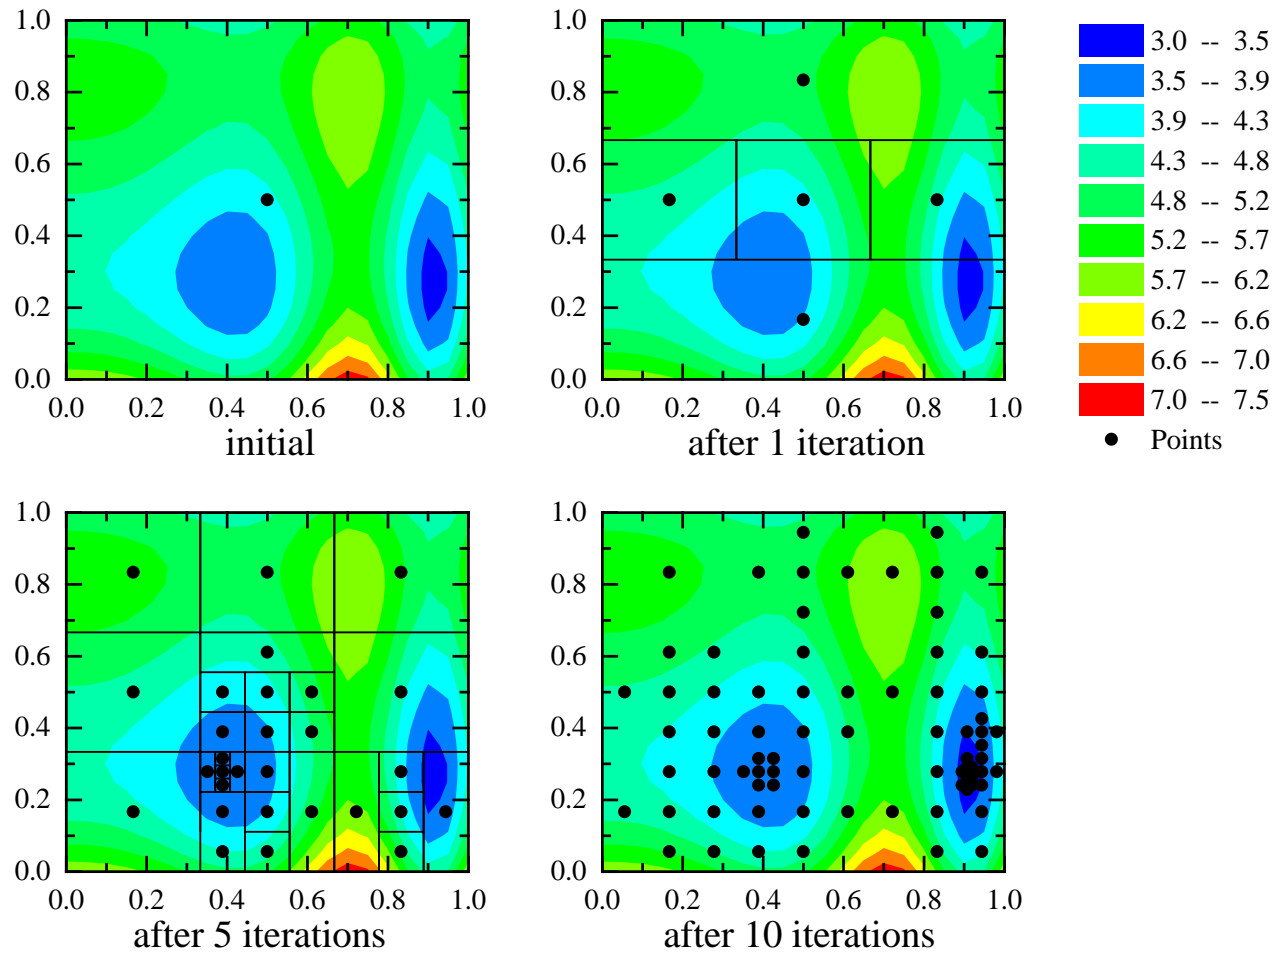 1.0
0.8
0.6
0.4
0.2
0.0
0.0 0.2 0.4 0.6 0.8 1.0
initial
1.0
0.8
0.6
0.4
0.2
0.0
0.0 0.2 0.4 0.6 0.8 1.0
after 1 iteration
3.0 -- 3.5
3.5 -- 3.9
3.9 -- 4.3
4.3 -- 4.8
4.8 -- 5.2
5.2 -- 5.7
5.7 -- 6.2
6.2 -- 6.6
6.6 -- 7.0
7.0 -- 7.5
Points
1.0
0.8
0.6
0.4
0.2
0.0
0.0 0.2 0.4 0.6 0.8 1.0
after 5 iterations
1.0
0.8
0.6
0.4
0.2
0.0
0.0 0.2 0.4 0.6 0.8 1.0
after 10 iterations